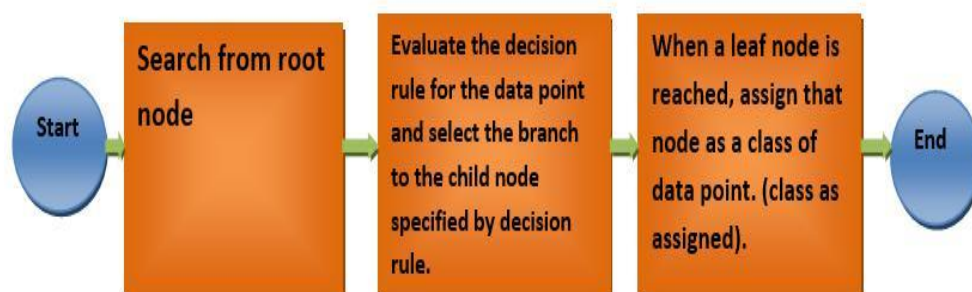 Start
Search from root
node
Evaluate the decision
rule for the data point
and select the branch
to the child node
specified by decision
rule.
When a leaf node is
reached, assign that
node as a class of
data point. (class as
assigned).
End